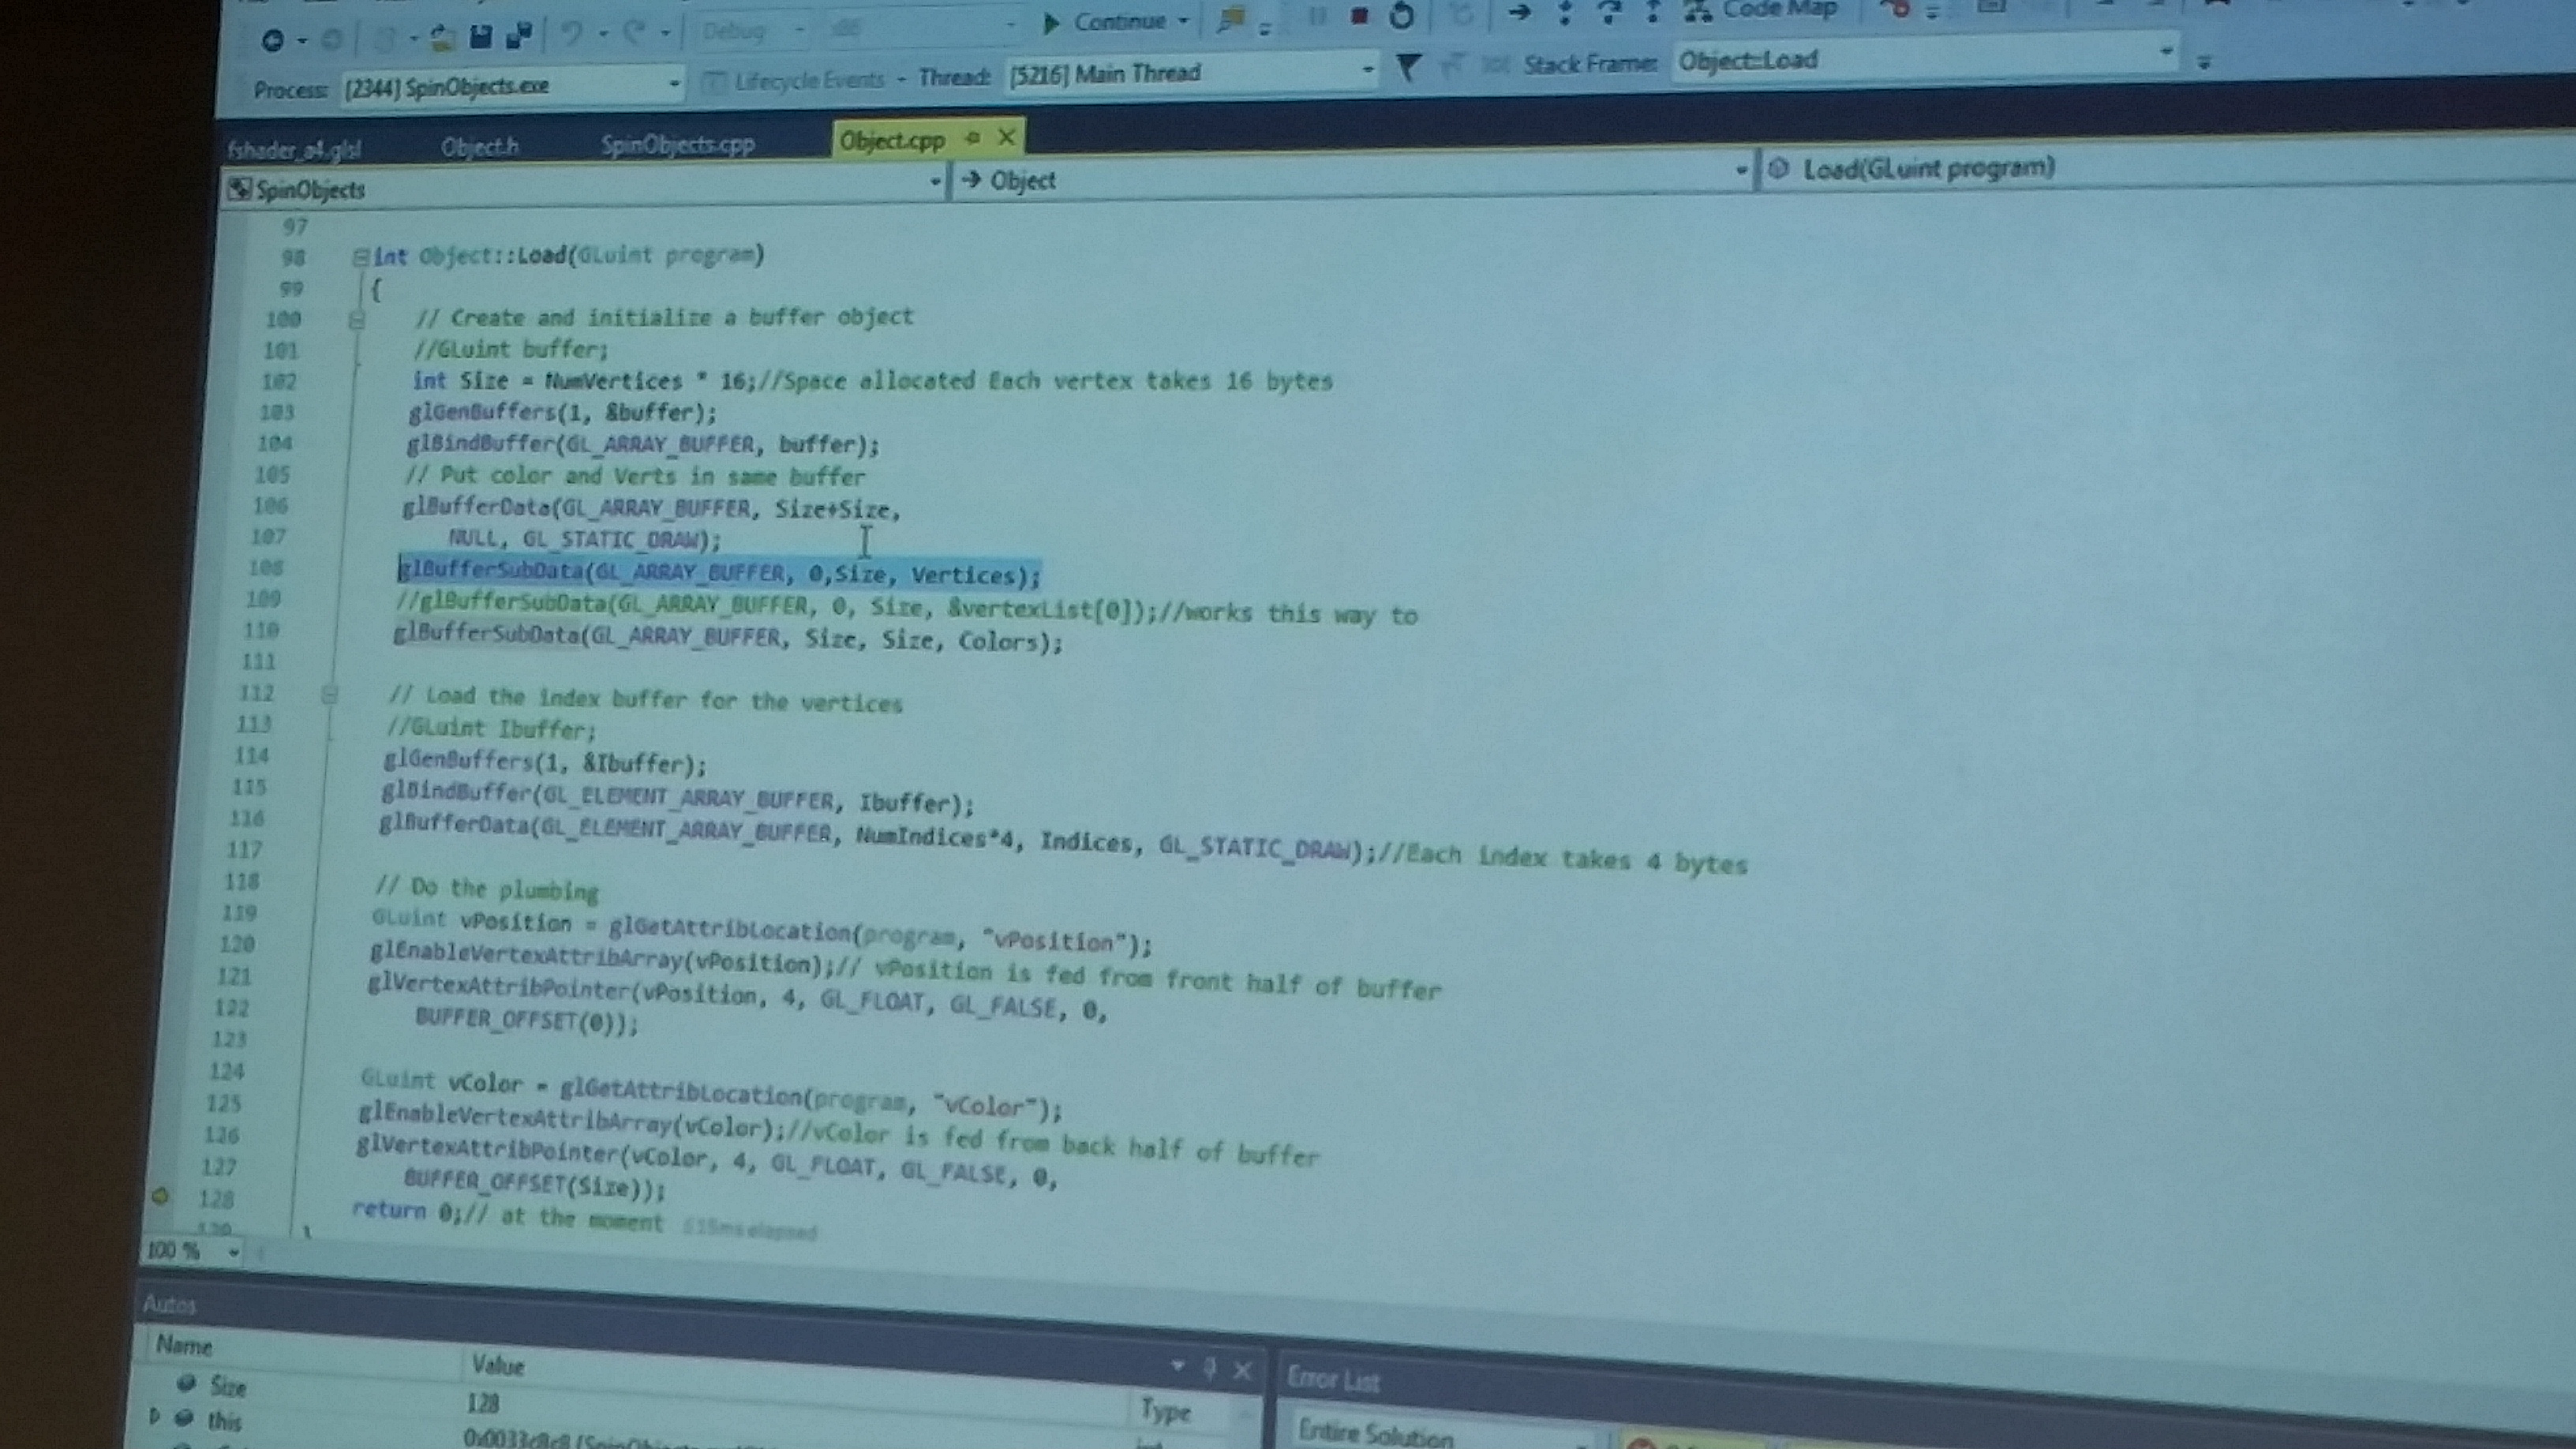 Debug Continue Code Map
Process: [2344] SpinObjects.exe Lifecycle Events Thread: [5216] Main Thread Stack Frame: Object::Load
fshader_a4.glsl Object.h SpinObjects.cpp Object.cpp
SpinObjects Object Load(GLuint program)
97
98 int Object::Load(GLuint program)
99 {
100 // Create and initialize a buffer object
101 //GLuint buffer;
102 int Size = NumVertices * 16;//Space allocated Each vertex takes 16 bytes
103 glGenBuffers(1, &buffer);
104 glBindBuffer(GL_ARRAY_BUFFER, buffer);
105 // Put color and Verts in same buffer
106 glBufferData(GL_ARRAY_BUFFER, Size+Size,
107 NULL, GL_STATIC_DRAW);
108 glBufferSubData(GL_ARRAY_BUFFER, 0,Size, Vertices);
109 //glBufferSubData(GL_ARRAY_BUFFER, 0, Size, &vertexList[0]);//works this way to
110 glBufferSubData(GL_ARRAY_BUFFER, Size, Size, Colors);
111
112 // Load the index buffer for the vertices
113 //GLuint Ibuffer;
114 glGenBuffers(1, &Ibuffer);
115 glBindBuffer(GL_ELEMENT_ARRAY_BUFFER, Ibuffer);
116 glBufferData(GL_ELEMENT_ARRAY_BUFFER, NumIndices*4, Indices, GL_STATIC_DRAW);//Each index takes 4 bytes
117
118 // Do the plumbing
119 GLuint vPosition = glGetAttribLocation(program, "vPosition");
120 glEnableVertexAttribArray(vPosition);// vPosition is fed from front half of buffer
121 glVertexAttribPointer(vPosition, 4, GL_FLOAT, GL_FALSE, 0,
122 BUFFER_OFFSET(0));
123
124 GLuint vColor = glGetAttribLocation(program, "vColor");
125 glEnableVertexAttribArray(vColor);//vColor is fed from back half of buffer
126 glVertexAttribPointer(vColor, 4, GL_FLOAT, GL_FALSE, 0,
127 BUFFER_OFFSET(Size));
128 return 0;// at the moment elapsed
100 %
Autos
Name Value Type
Size 128
this
Error List
Entire Solution